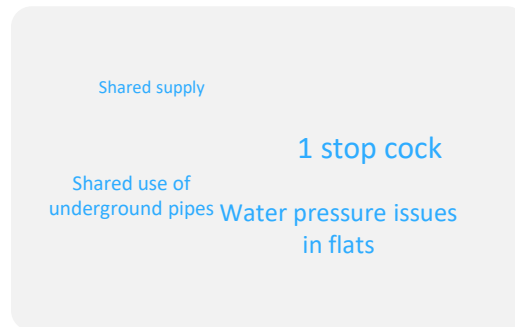 Shared supply
1 stop cock
Shared use of
underground pipes
Water pressure issues
in flats